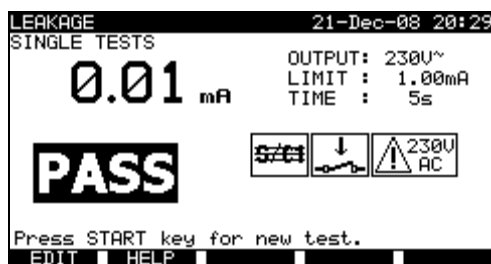 LEAKAGE 21-Dec-08 20:29
SINGLE TESTS
0.01 mA
OUTPUT: 230V~
LIMIT : 1.00mA
TIME : 5s
PASS
S/C1
230V
AC
Press START key for new test.
EDIT HELP